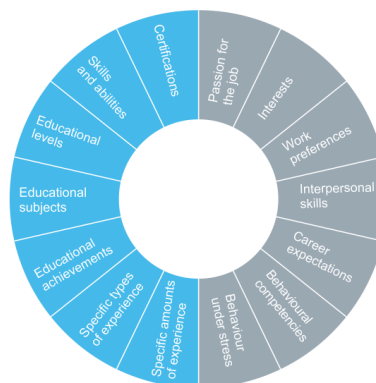 Certifications
Skills
and abilities
Educational
levels
Educational
subjects
Educational
achievements
Specific types
of experience
Specific amounts
of experience
Passion for
the job
Interests
Work
preferences
Interpersonal
skills
Career
expectations
Behavioural
competencies
Behaviour
under stress